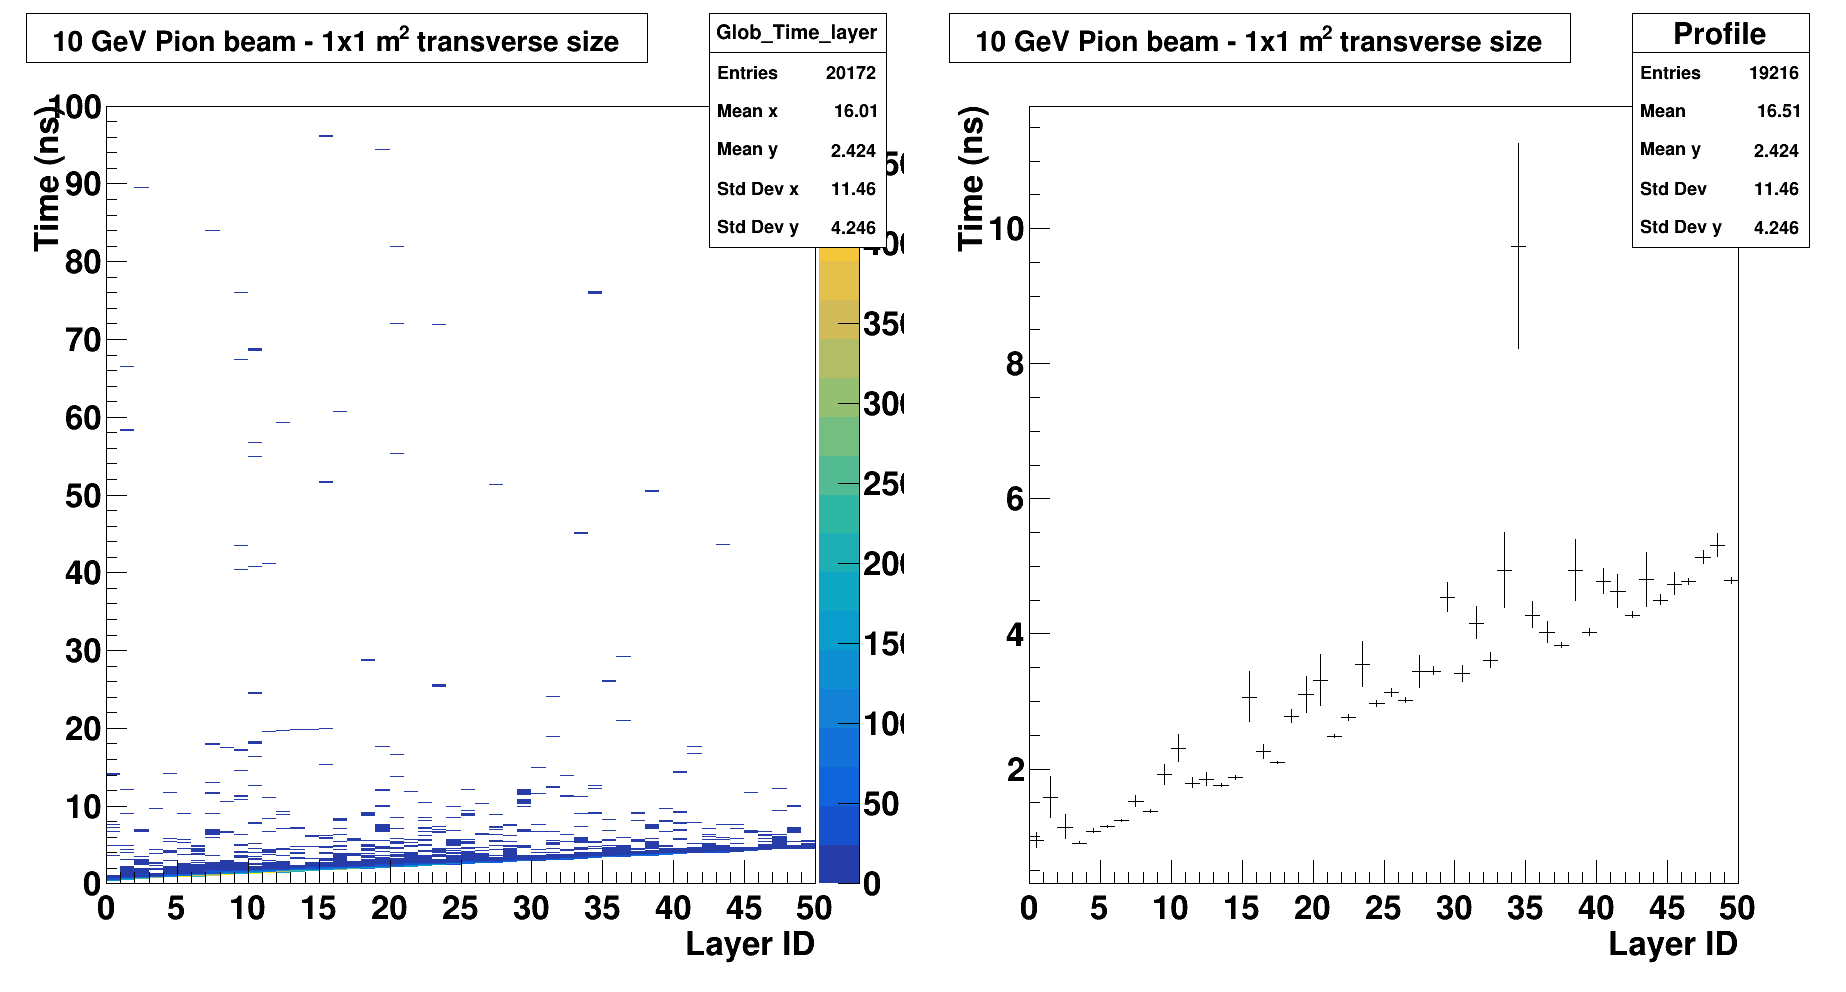 10 GeV Pion beam - 1x1 m² transverse size
Glob_Time_layer
Entries 20172
Mean x 16.01
Mean y 2.424
Std Dev x 11.46
Std Dev y 4.246
Time (ns)
100
90
80
70
60
50
40
30
20
10
0
0 5 10 15 20 25 30 35 40 45 50
Layer ID
350
300
250
200
150
100
50
0
10 GeV Pion beam - 1x1 m² transverse size
Profile
Entries 19216
Mean 16.51
Mean y 2.424
Std Dev 11.46
Std Dev y 4.246
Time (ns)
10
8
6
4
2
0 5 10 15 20 25 30 35 40 45 50
Layer ID